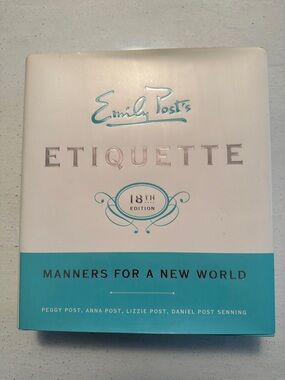 Emily Post's
ETIQUETTE
18TH
EDITION
MANNERS FOR A NEW WORLD
PEGGY POST, ANNA POST, LIZZIE POST, DANIEL POST SENNING